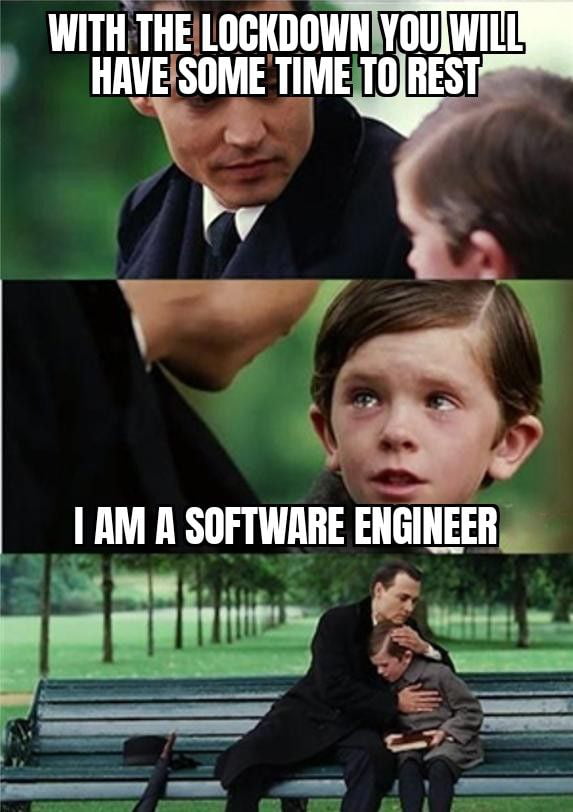 WITH THE LOCKDOWN YOU WILL
HAVE SOME TIME TO REST
I AM A SOFTWARE ENGINEER